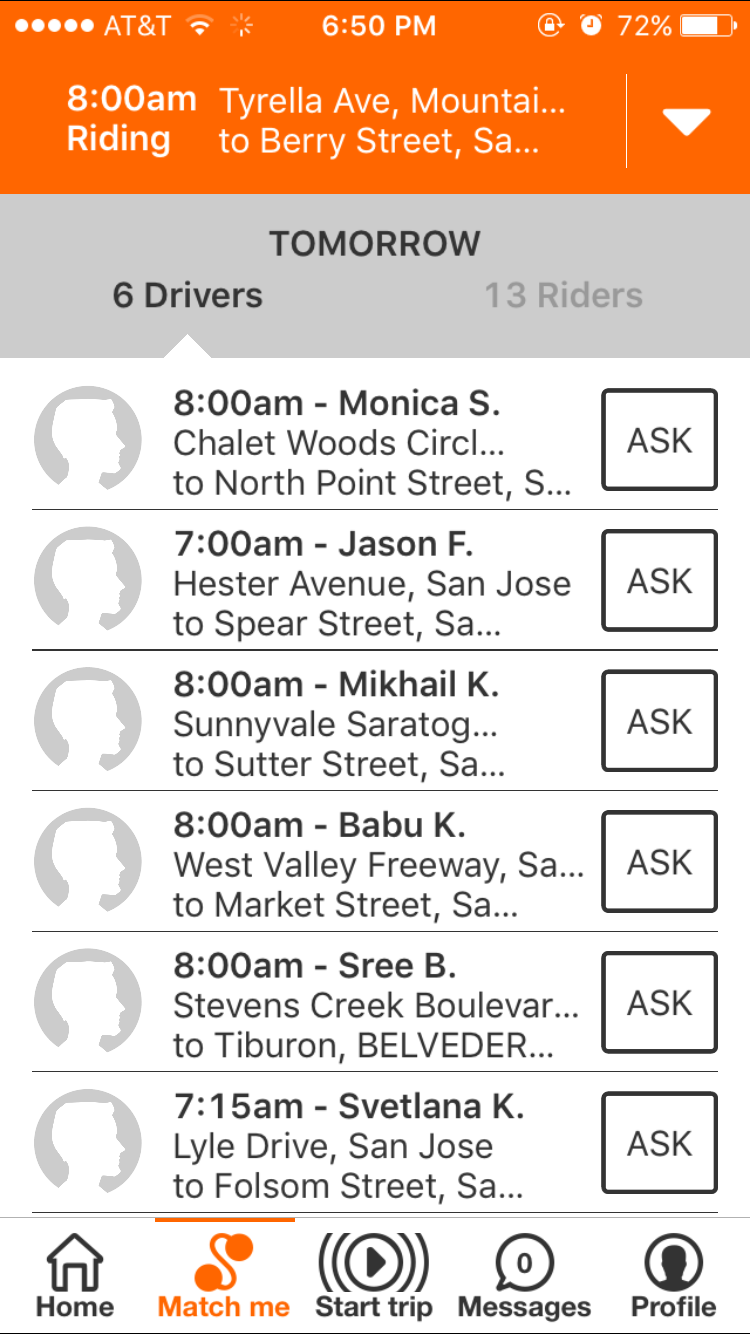 AT&T 6:50 PM 72%
8:00am Tyrella Ave, Mountai...
Riding to Berry Street, Sa...
TOMORROW
6 Drivers 13 Riders
8:00am - Monica S.
Chalet Woods Circl...
to North Point Street, S...
ASK
7:00am - Jason F.
Hester Avenue, San Jose
to Spear Street, Sa...
ASK
8:00am - Mikhail K.
Sunnyvale Saratog...
to Sutter Street, Sa...
ASK
8:00am - Babu K.
West Valley Freeway, Sa...
to Market Street, Sa...
ASK
8:00am - Sree B.
Stevens Creek Boulevar...
to Tiburon, BELVEDER...
ASK
7:15am - Svetlana K.
Lyle Drive, San Jose
to Folsom Street, Sa...
ASK
0
Home Match me Start trip Messages Profile